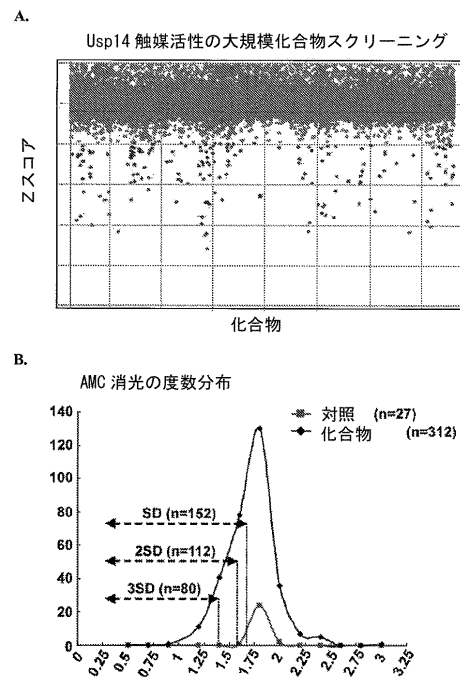 A.
Usp14 触媒活性の大規模化合物スクリーニング
Zスコア
化合物
B.
AMC 消光の度数分布
対照 (n=27)
化合物 (n=312)
140
120
100
80
60
40
20
0
SD (n=152)
2SD (n=112)
3SD (n=80)
0 0.25 0.5 0.75 1 1.25 1.5 1.75 2 2.25 2.5 2.75 3 3.25